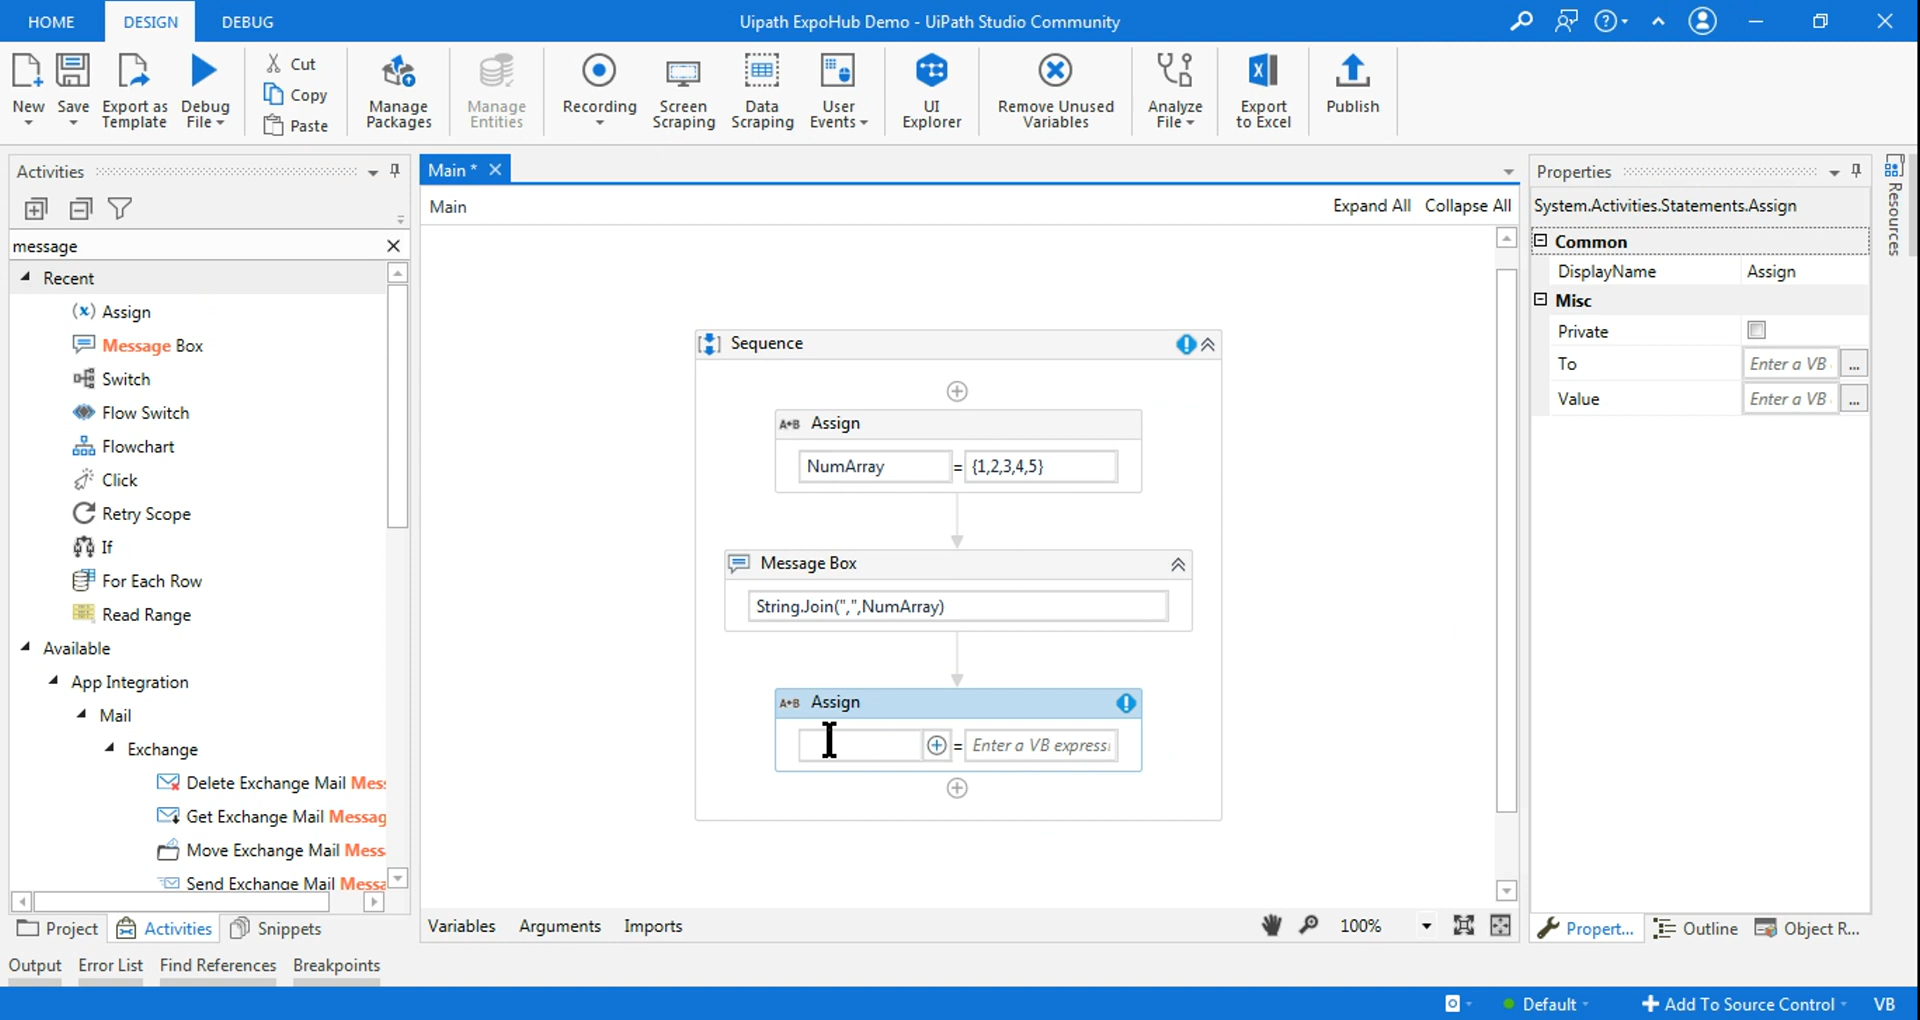 HOME DESIGN DEBUG Uipath ExpoHub Demo - UiPath Studio Community
New Save Export as Template Debug File Cut Copy Paste Manage Packages Manage Entities Recording Screen Scraping Data Scraping User Events UI Explorer Remove Unused Variables Analyze File Export to Excel Publish
Activities
message
Recent
(x) Assign
Message Box
Switch
Flow Switch
Flowchart
Click
Retry Scope
If
For Each Row
Read Range
Available
App Integration
Mail
Exchange
Delete Exchange Mail Mess
Get Exchange Mail Messag
Move Exchange Mail Mess
Send Exchange Mail Messa
Project Activities Snippets
Main *
Main Expand All Collapse All
Sequence
A*B Assign
NumArray = {1,2,3,4,5}
Message Box
String.Join(",",NumArray)
A*B Assign
= Enter a VB expressi
Variables Arguments Imports 100%
Properties
System.Activities.Statements.Assign
Common
DisplayName Assign
Misc
Private
To Enter a VB ...
Value Enter a VB ...
Propert... Outline Object R...
Resources
Output Error List Find References Breakpoints
Default Add To Source Control VB